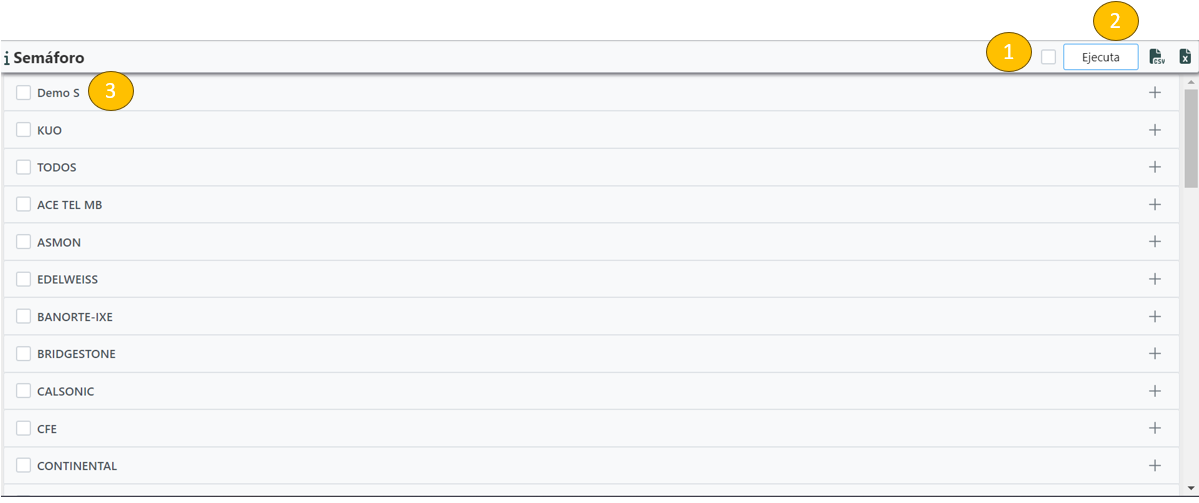 2
1
i Semáforo
Ejecuta
CSV
X
Demo S
3
KUO
TODOS
ACE TEL MB
ASMON
EDELWEISS
BANORTE-IXE
BRIDGESTONE
CALSONIC
CFE
CONTINENTAL